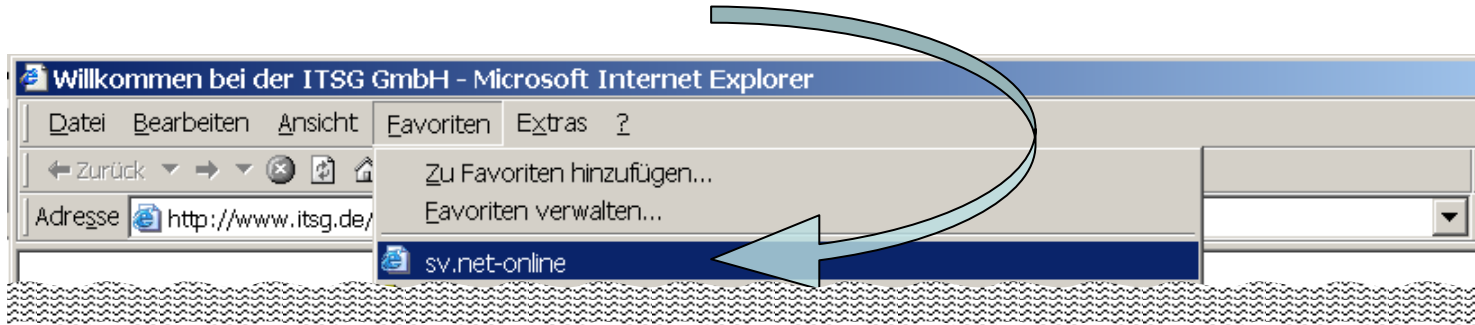 Willkommen bei der ITSG GmbH - Microsoft Internet Explorer
Datei Bearbeiten Ansicht Favoriten Extras ?
Zurück
Zu Favoriten hinzufügen...
Adresse http://www.itsg.de/
Favoriten verwalten...
sv.net-online